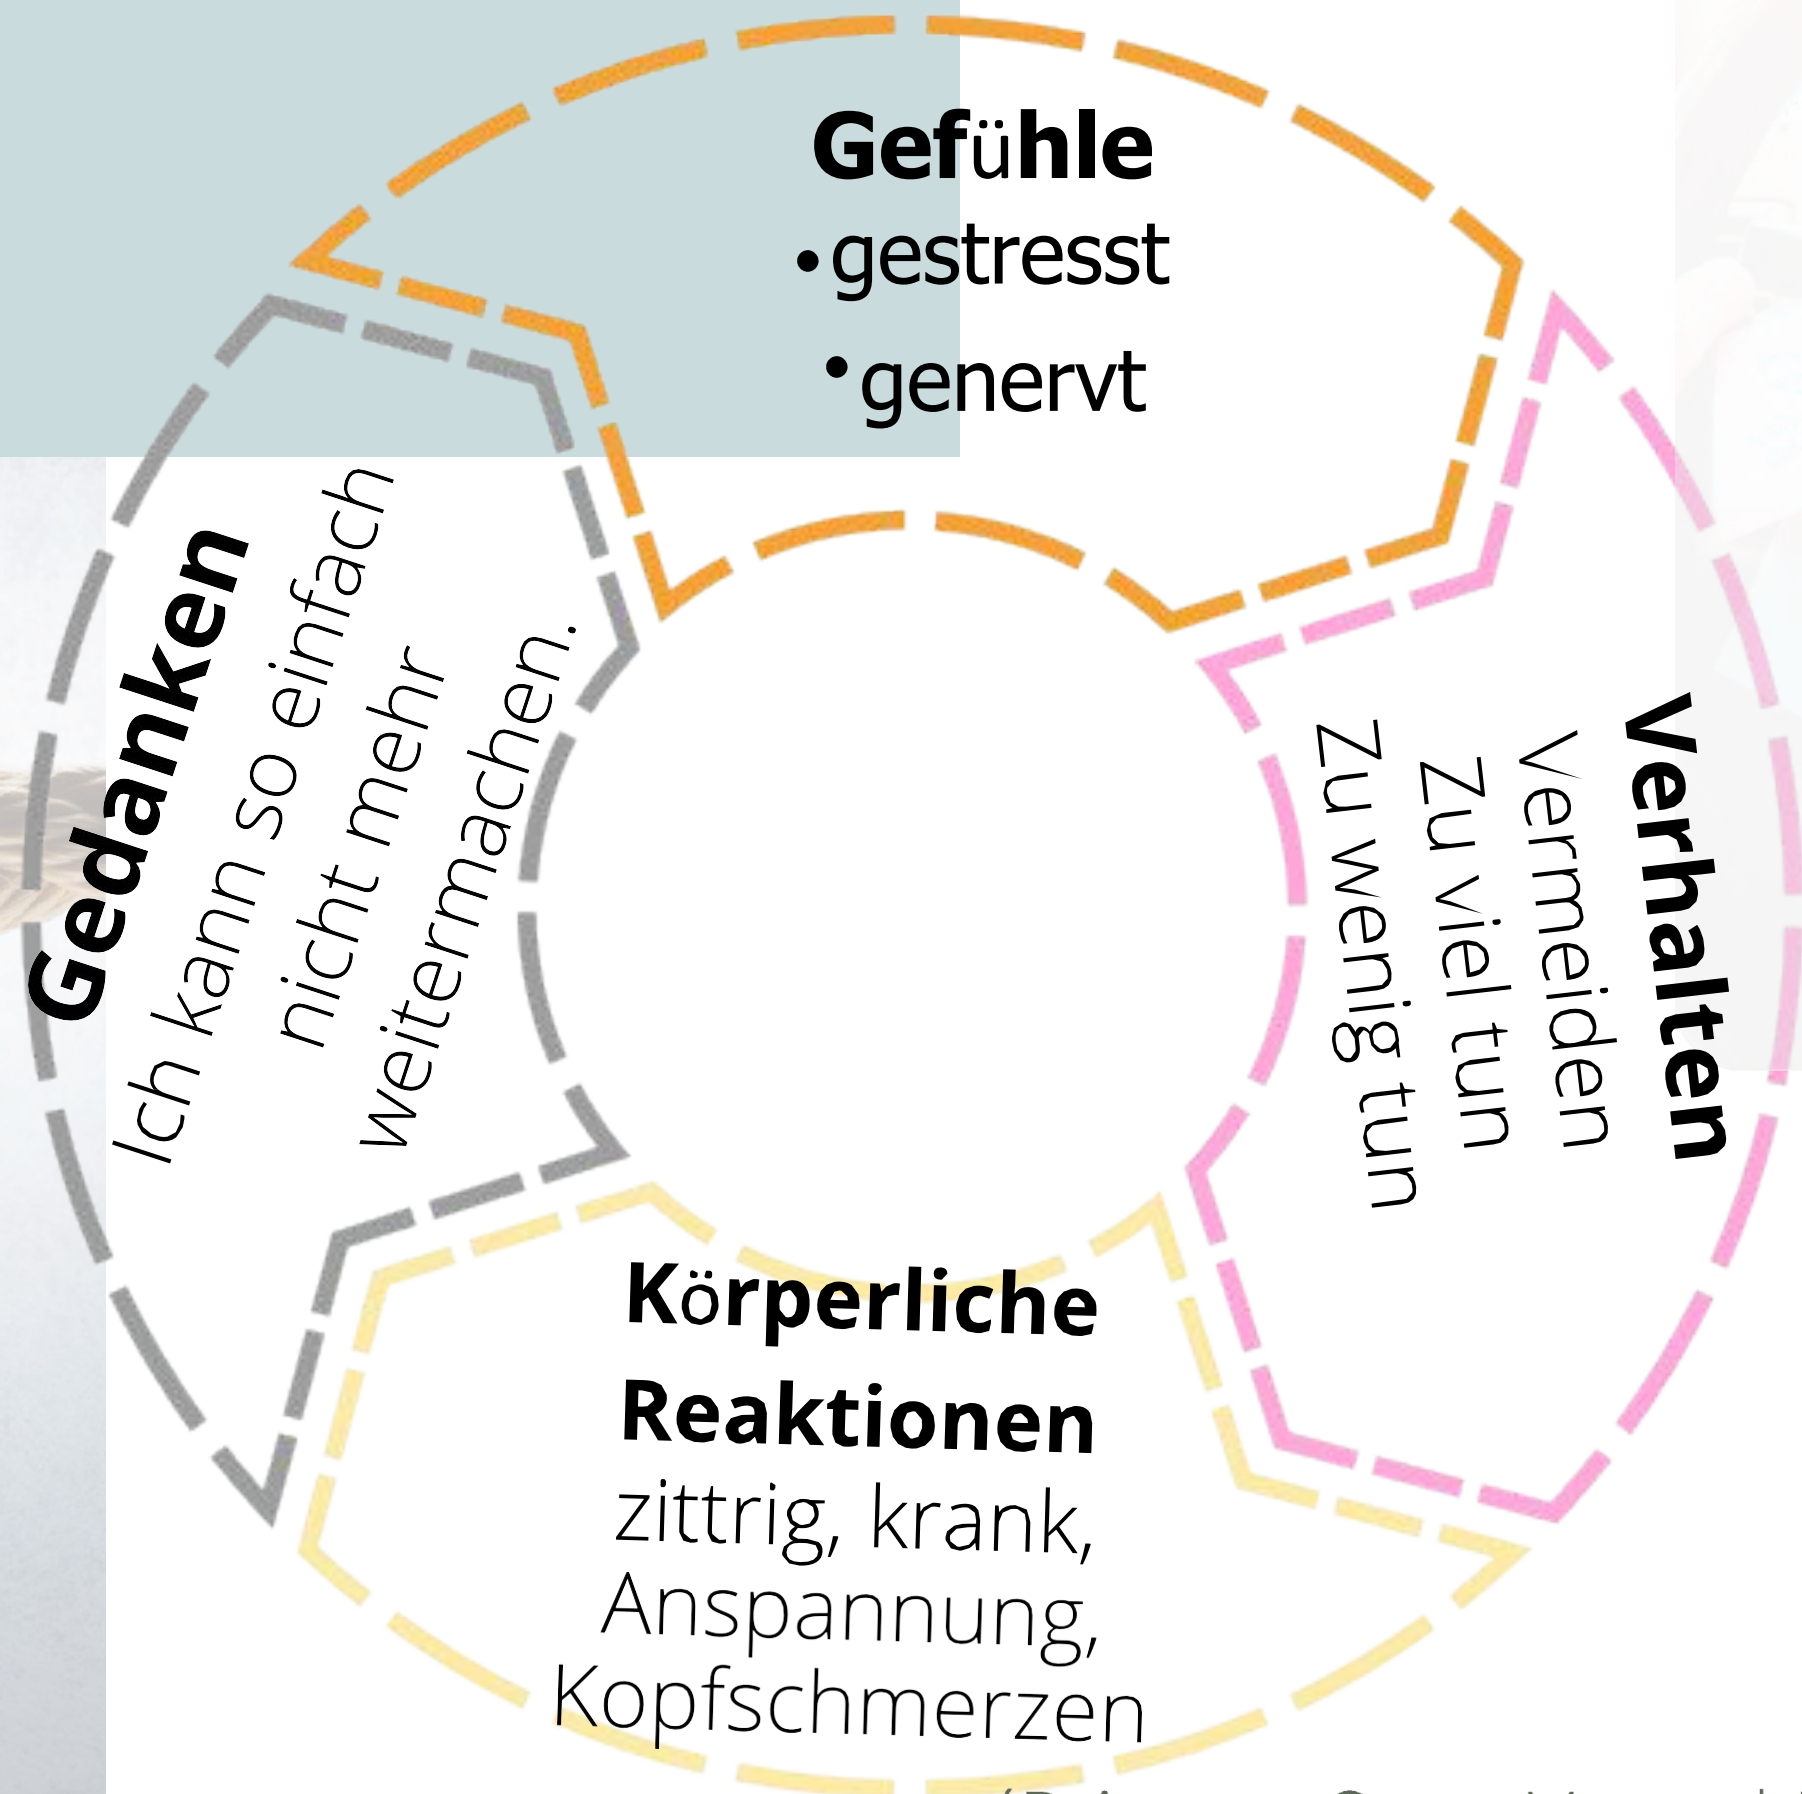 Gefühle
• gestresst
• genervt
Verhalten
Vermeiden
Zu viel tun
Zu wenig tun
Körperliche
Reaktionen
zittrig, krank,
Anspannung,
Kopfschmerzen
Gedanken
Ich kann so einfach
nicht mehr
weitermachen.